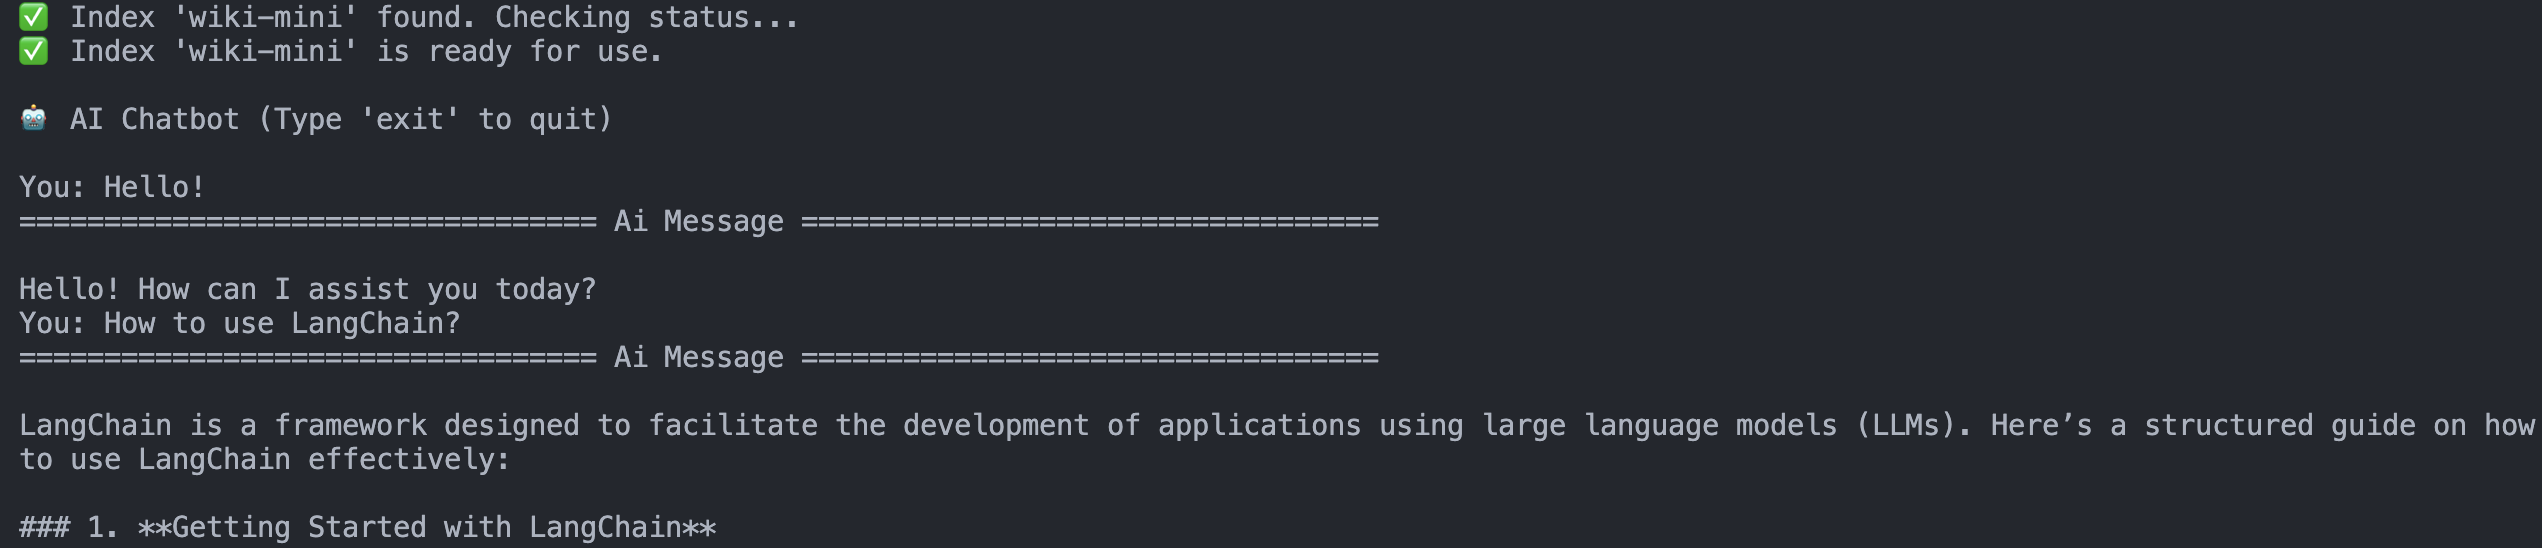 ✅ Index 'wiki-mini' found. Checking status...
✅ Index 'wiki-mini' is ready for use.
🤖 AI Chatbot (Type 'exit' to quit)
You: Hello!
================================== Ai Message ==================================
Hello! How can I assist you today?
You: How to use LangChain?
================================== Ai Message ==================================
LangChain is a framework designed to facilitate the development of applications using large language models (LLMs). Here’s a structured guide on how
to use LangChain effectively:
### 1. **Getting Started with LangChain**